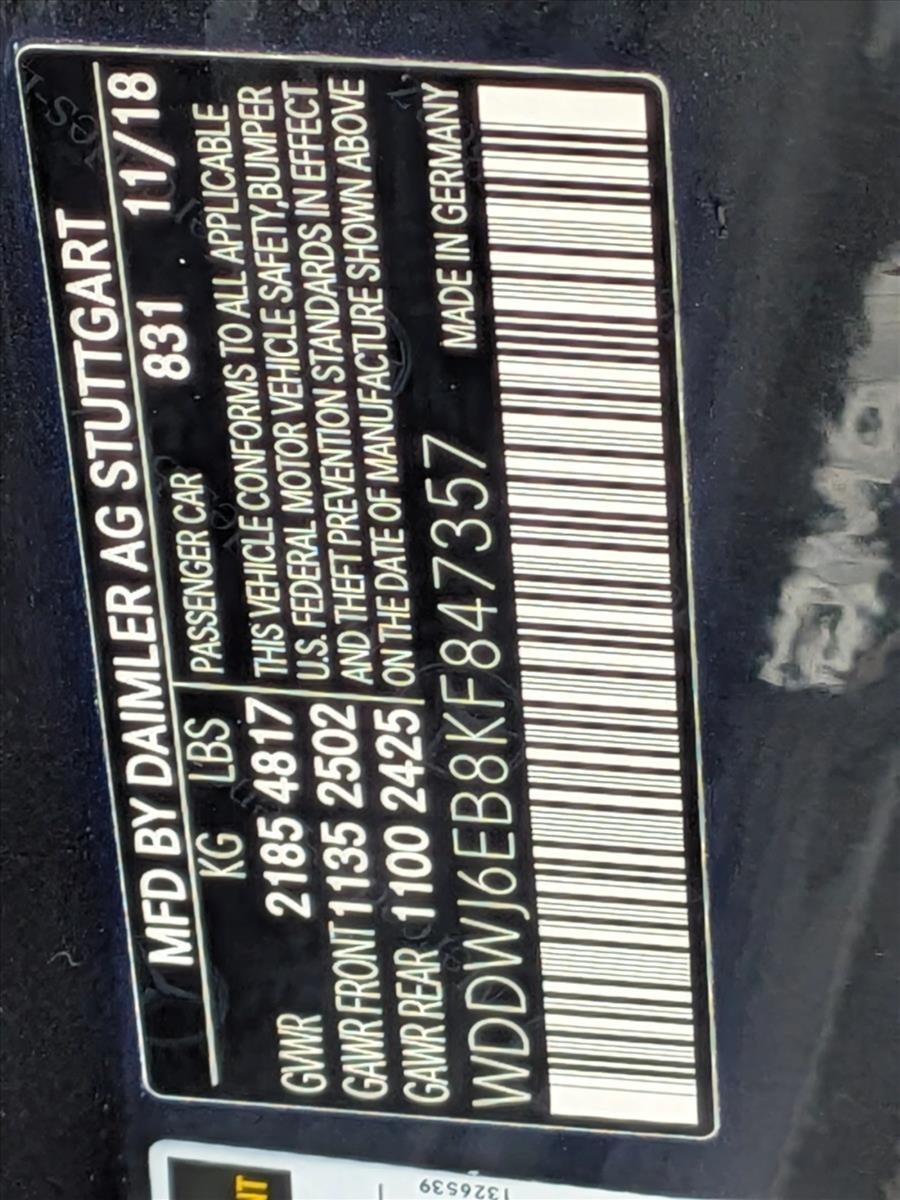 MFD BY DAIMLER AG STUTTGART
KG LBS
PASSENGER CAR 831 11/18
GVWR 2185 4817
GAWR FRONT 1135 2502
GAWR REAR 1100 2425
THIS VEHICLE CONFORMS TO ALL APPLICABLE
U.S. FEDERAL MOTOR VEHICLE SAFETY,BUMPER
AND THEFT PREVENTION STANDARDS IN EFFECT
ON THE DATE OF MANUFACTURE SHOWN ABOVE
WDDWJ6EB8KF847357 MADE IN GERMANY
NT
1326539